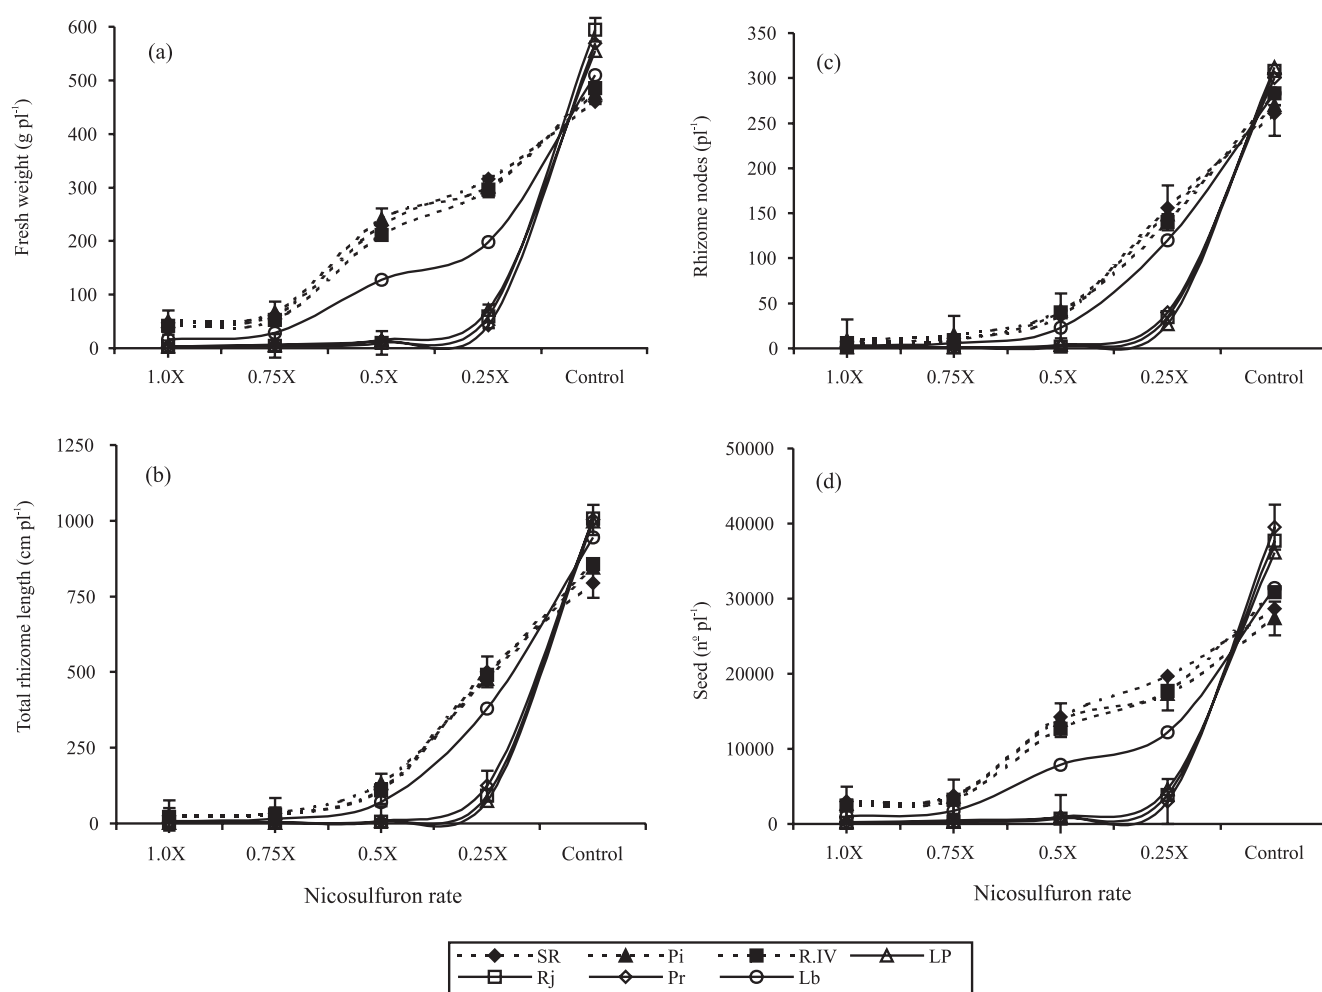 (a)
Fresh weight (g pl⁻¹)
600
500
400
300
200
100
0
1.0X 0.75X 0.5X 0.25X Control
(c)
Rhizome nodes (pl⁻¹)
350
300
250
200
150
100
50
0
1.0X 0.75X 0.5X 0.25X Control
(b)
Total rhizome length (cm pl⁻¹)
1250
1000
750
500
250
0
1.0X 0.75X 0.5X 0.25X Control
Nicosulfuron rate
(d)
Seed (nº pl⁻¹)
50000
40000
30000
20000
10000
0
1.0X 0.75X 0.5X 0.25X Control
Nicosulfuron rate
SR Pi R.IV LP
Rj Pr Lb